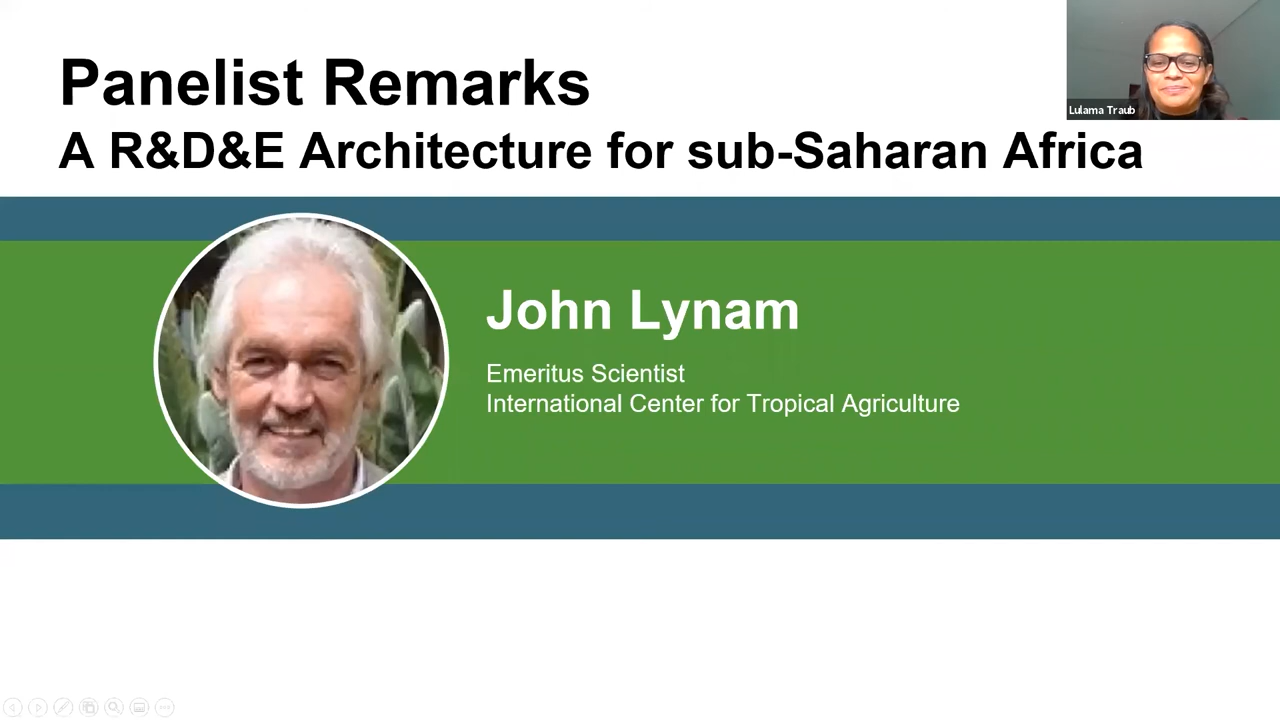 Panelist Remarks
A R&D&E Architecture for sub-Saharan Africa
Lulama Traub
John Lynam
Emeritus Scientist
International Center for Tropical Agriculture